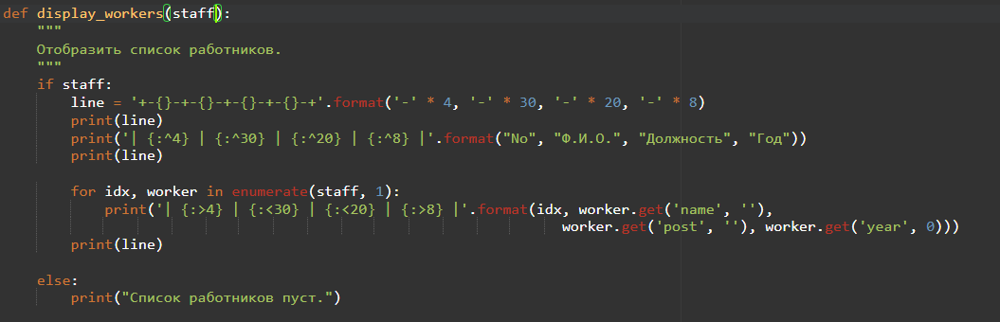 def display_workers(staff):
    """
    Отобразить список работников.
    """
    if staff:
        line = '+-{}-+-{}-+-{}-+-{}-+'.format('-' * 4, '-' * 30, '-' * 20, '-' * 8)
        print(line)
        print('| {:^4} | {:^30} | {:^20} | {:^8} |'.format("No", "Ф.И.О.", "Должность", "Год"))
        print(line)

        for idx, worker in enumerate(staff, 1):
            print('| {:>4} | {:<30} | {:<20} | {:>8} |'.format(idx, worker.get('name', ''),
                                                                  worker.get('post', ''), worker.get('year', 0)))
        print(line)

    else:
        print("Список работников пуст.")